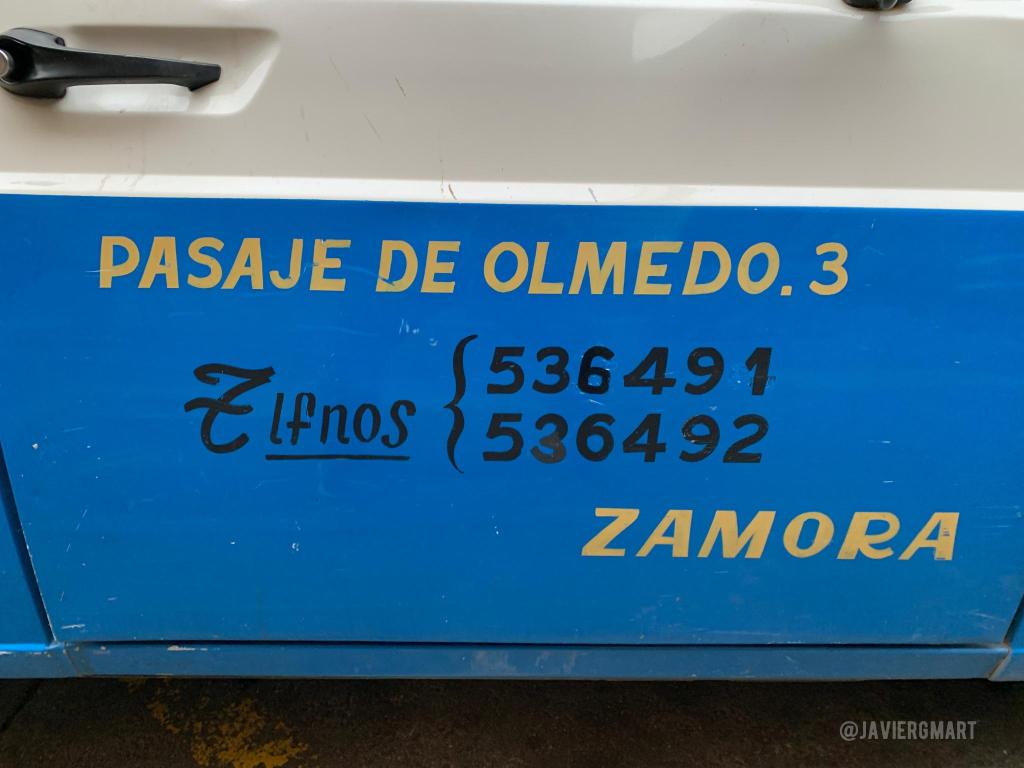 PASAJE DE OLMEDO. 3
Tlfnos { 536491
536492
ZAMORA
@JAVIERGMART